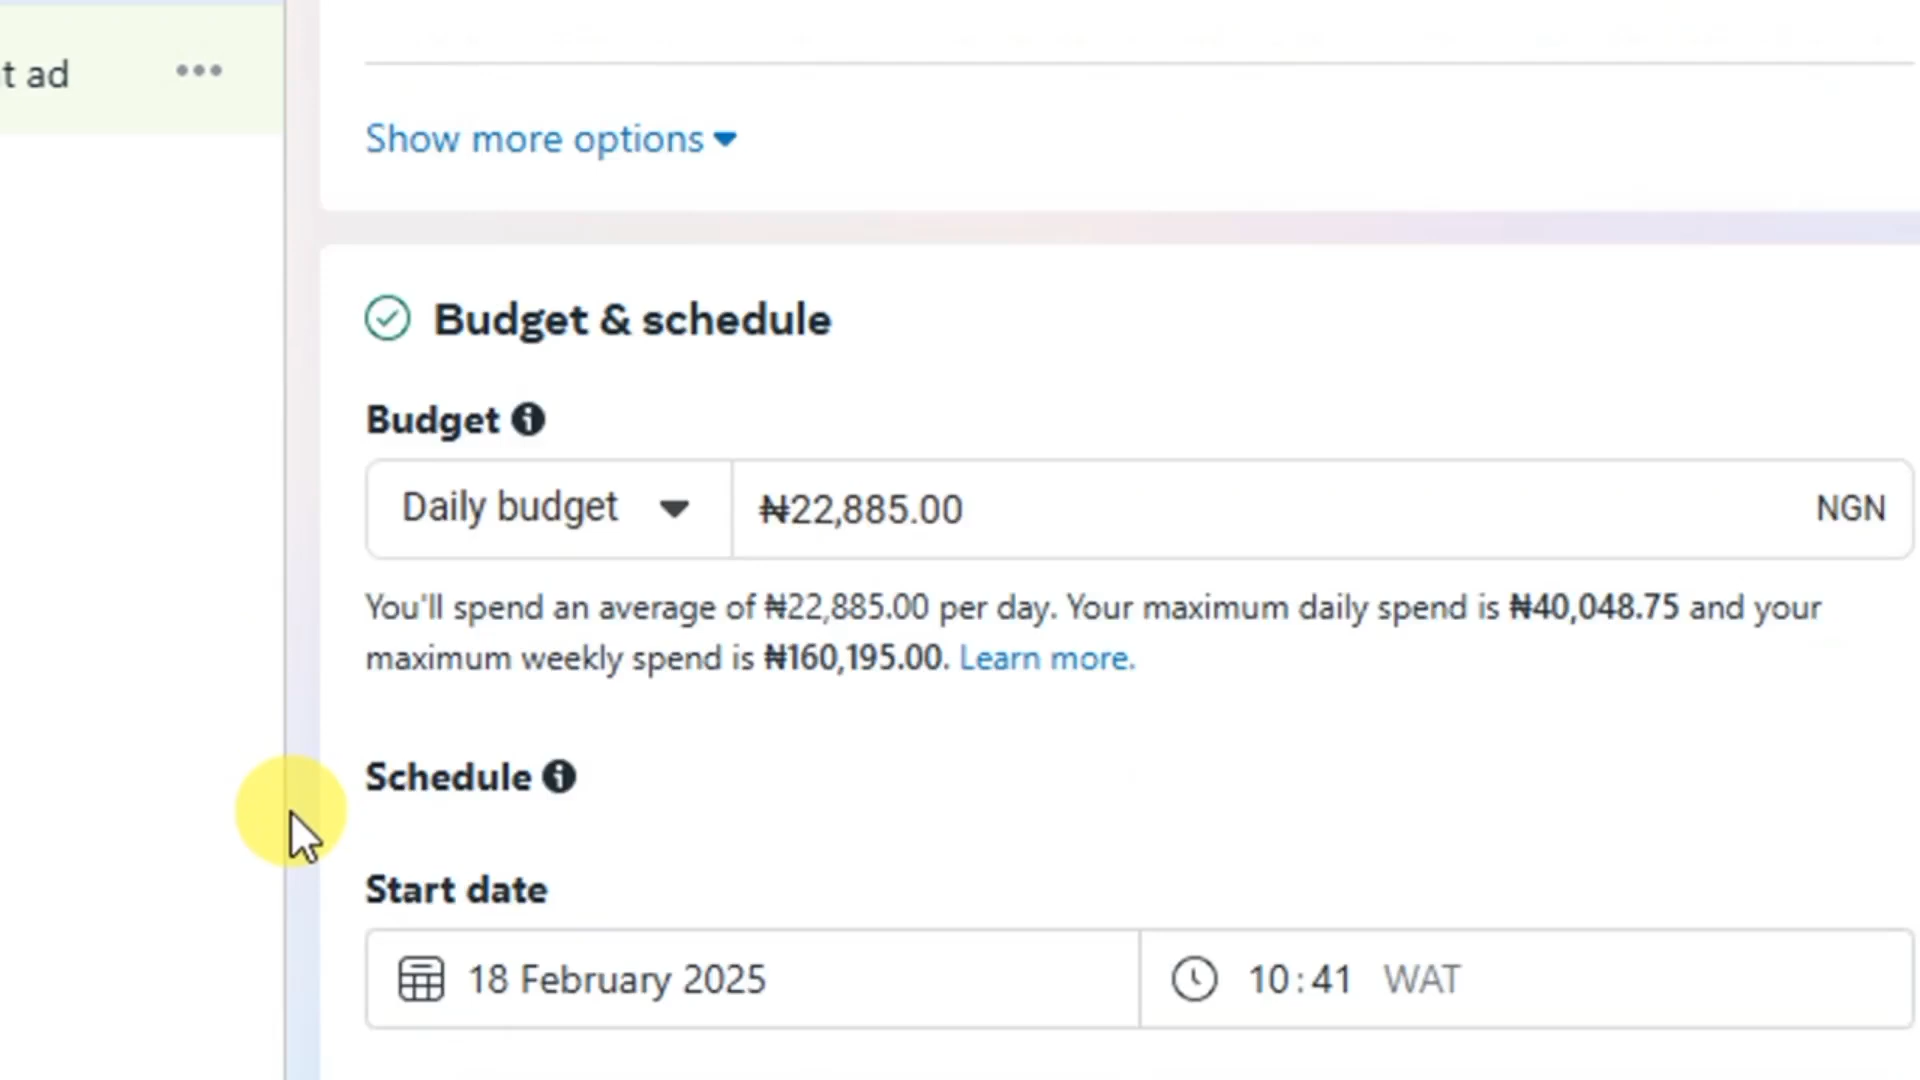 t ad
Show more options
Budget & schedule
Budget
Daily budget
₦22,885.00
NGN
You'll spend an average of ₦22,885.00 per day. Your maximum daily spend is ₦40,048.75 and your
maximum weekly spend is ₦160,195.00. Learn more.
Schedule
Start date
18 February 2025
10:41 WAT